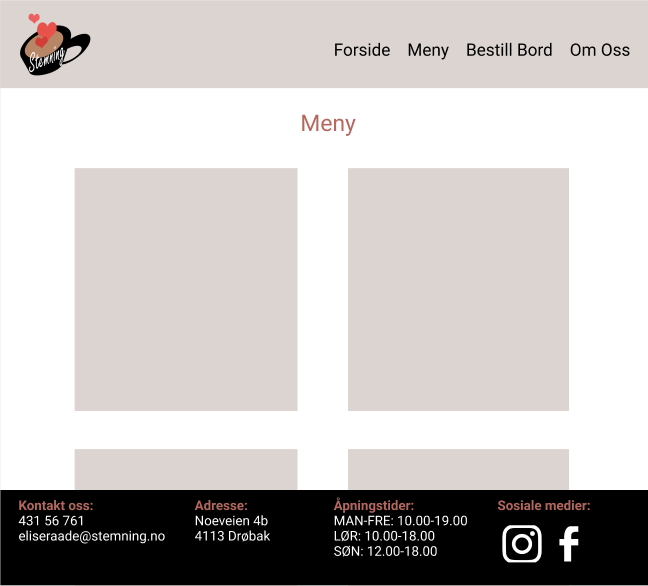 Stemning
Forside Meny Bestill Bord Om Oss
Meny
Kontakt oss:
431 56 761
eliseraade@stemning.no
Adresse:
Noeveien 4b
4113 Drøbak
Åpningstider:
MAN-FRE: 10.00-19.00
LØR: 10.00-18.00
SØN: 12.00-18.00
Sosiale medier: